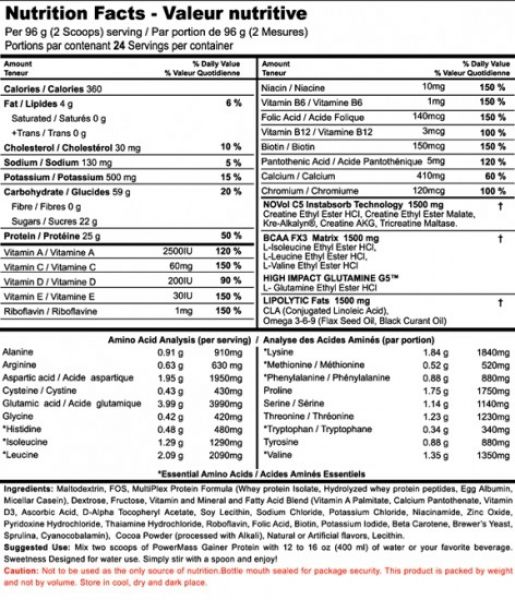 Nutrition Facts - Valeur nutritive
Per 96 g (2 Scoops) serving / Par portion de 96 g (2 Mesures)
Portions par contenant 24 Servings per container
Amount % Daily Value
Teneur % Valeur Quotidienne
Calories / Calories 360
Fat / Lipides 4 g 6 %
Saturated / Saturés 0 g
+Trans / Trans 0 g
Cholesterol / Cholestérol 30 mg 10 %
Sodium / Sodium 130 mg 5 %
Potassium / Potassium 500 mg 15 %
Carbohydrate / Glucides 59 g 20 %
Fibre / Fibres 0 g
Sugars / Sucres 22 g
Protein / Protéine 25 g 50 %
Vitamin A / Vitamine A 2500IU 120 %
Vitamin C / Vitamine C 60mg 150 %
Vitamin D / Vitamine D 200IU 90 %
Vitamin E / Vitamine E 30IU 150 %
Riboflavin / Riboflavine 1mg 150 %
Amount % Daily Value
Teneur % Valeur Quotidienne
Niacin / Niacine 10mg 150 %
Vitamin B6 / Vitamine B6 1mg 150 %
Folic Acid / Acide Folique 140mcg 150 %
Vitamin B12 / Vitamine B12 3mcg 100 %
Biotin / Biotin 150mcg 150 %
Pantothenic Acid / Acide Pantothénique 5mg 120 %
Calcium / Calcium 410mg 60 %
Chromium / Chromiume 120mcg 100 %
NOVol C5 Instabsorb Technology 1500 mg †
Creatine Ethyl Ester HCl, Creatine Ethyl Ester Malate,
Kre-Alkalyn®, Creatine AKG, Tricreatine Maltase.
BCAA FX3 Matrix 1500 mg †
L-Isoleucine Ethyl Ester HCl,
L-Leucine Ethyl Ester HCl,
L-Valine Ethyl Ester HCl
HIGH IMPACT GLUTAMINE G5™
L- Glutamine Ethyl Ester HCl
LIPOLYTIC Fats 1500 mg †
CLA (Conjugated Linoleic Acid),
Omega 3-6-9 (Flax Seed Oil, Black Curant Oil)
Amino Acid Analysis (per serving) / Analyse des Acides Aminés (par portion)
Alanine 0.91 g 910mg
Arginine 0.63 g 630 mg
Aspartic acid / Acide aspartique 1.95 g 1950mg
Cysteine / Cystine 0.43 g 430mg
Glutamic acid / Acide glutamique 3.99 g 3990mg
Glycine 0.42 g 420mg
*Histidine 0.48 g 480mg
*Isoleucine 1.29 g 1290mg
*Leucine 2.09 g 2090mg
*Lysine 1.84 g 1840mg
*Methionine / Méthionine 0.52 g 520mg
*Phenylalanine / Phénylalanine 0.88 g 880mg
Proline 1.75 g 1750mg
Serine / Sérine 1.14 g 1140mg
Threonine / Thréonine 1.23 g 1230mg
*Tryptophan / Tryptophane 0.34 g 340mg
Tyrosine 0.88 g 880mg
*Valine 1.35 g 1350mg
*Essential Amino Acids / Acides Aminés Essentiels
Ingredients: Maltodextrin, FOS, MultiPlex Protein Formula (Whey protein Isolate, Hydrolyzed whey protein peptides, Egg Albumin,
Micillar Casein), Dextrose, Fructose, Vitamin and Mineral and Fatty Acid Blend (Vitamin A Palmitate, Calcium Pantothenate, Vitamin
D3, Ascorbic Acid, D-Alpha Tocopheryl Acetate, Soy Lecithin, Sodium Chloride, Potassium Chloride, Niacinamide, Zinc Oxide,
Pyridoxine Hydrochloride, Thaiamine Hydrochloride, Roboflavin, Folic Acid, Biotin, Potassium Iodide, Beta Carotene, Brewer's Yeast,
Sprulina, Cyanocobalamin), Cocoa Powder (processed with Alkali), Natural or Artificial flavors, Lecithin.
Suggested Use: Mix two scoops of PowerMass Gainer Protein with 12 to 16 oz (400 ml) of water or your favorite beverage.
Sweetness Designed for water use. Simply stir with a spoon and enjoy!
Caution: Not to be used as the only source of nutrition.Bottle mouth sealed for package security. This product is packed by weight
and not by volume. Store in cool, dry and dark place.